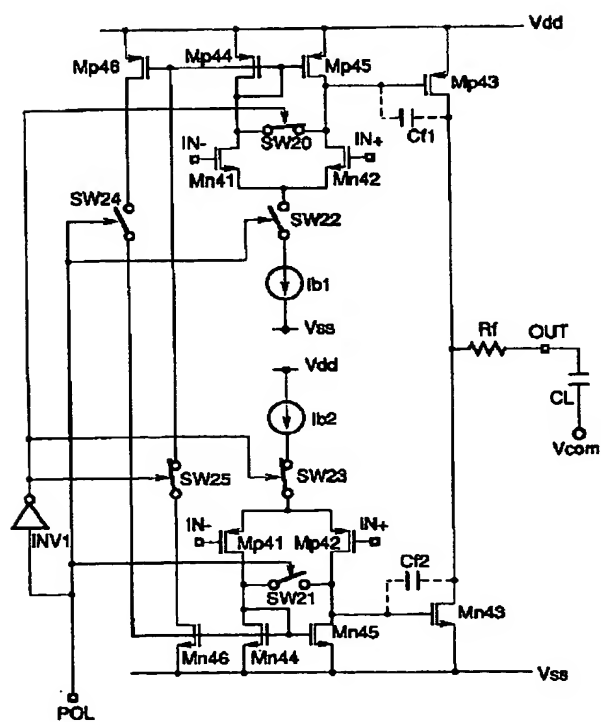 Vdd
Mp46 Mp44 Mp45 Mp43
Cf1
IN- SW20 IN+
Mn41 Mn42
SW24 SW22
Ib1
Vss
Rf OUT
Vdd
CL
Ib2
Vcom
SW25 SW23
INV1 IN- IN+
Mp41 Mp42
Cf2
SW21
Mn45 Mn43
Mn46 Mn44
Vss
POL